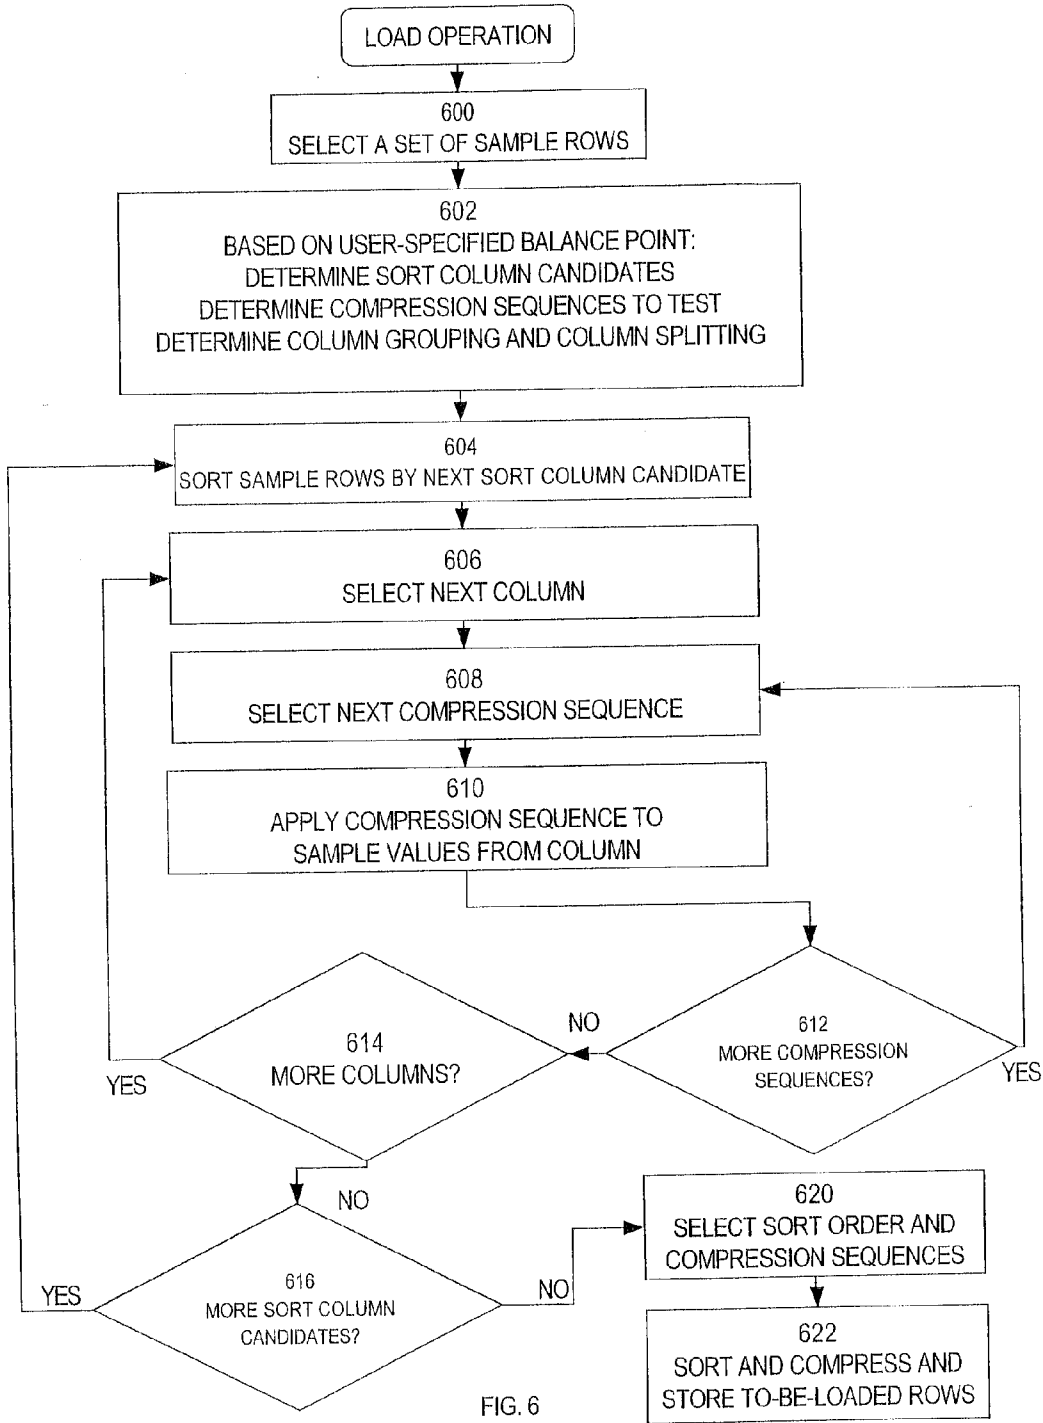 LOAD OPERATION
600
SELECT A SET OF SAMPLE ROWS
602
BASED ON USER-SPECIFIED BALANCE POINT:
DETERMINE SORT COLUMN CANDIDATES
DETERMINE COMPRESSION SEQUENCES TO TEST
DETERMINE COLUMN GROUPING AND COLUMN SPLITTING
604
SORT SAMPLE ROWS BY NEXT SORT COLUMN CANDIDATE
606
SELECT NEXT COLUMN
608
SELECT NEXT COMPRESSION SEQUENCE
610
APPLY COMPRESSION SEQUENCE TO
SAMPLE VALUES FROM COLUMN
612
MORE COMPRESSION
SEQUENCES?
YES
NO
614
MORE COLUMNS?
YES
NO
616
MORE SORT COLUMN
CANDIDATES?
YES
NO
620
SELECT SORT ORDER AND
COMPRESSION SEQUENCES
622
SORT AND COMPRESS AND
STORE TO-BE-LOADED ROWS
FIG. 6